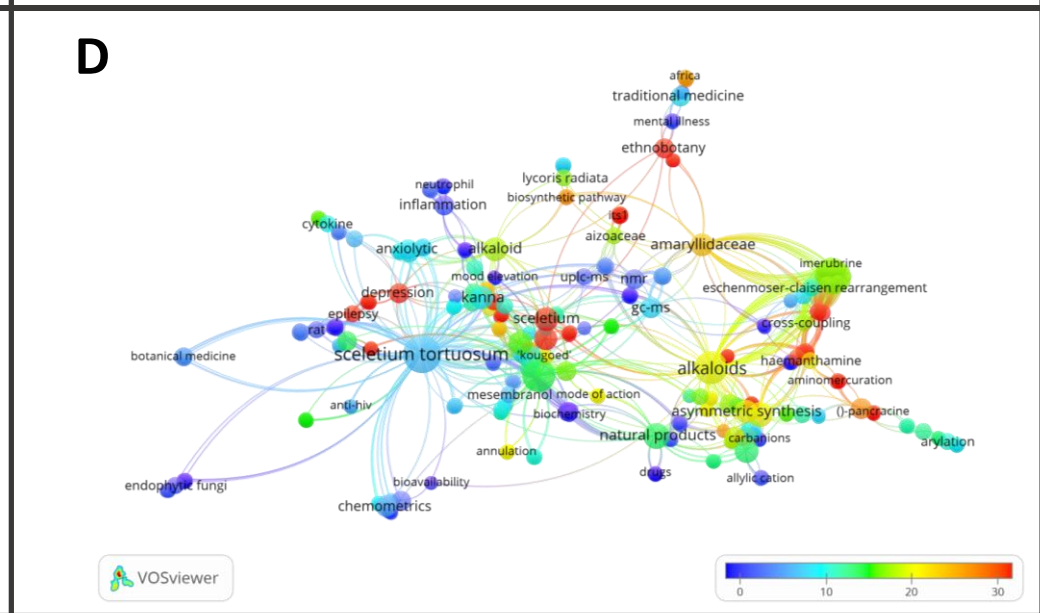 D
africa
traditional medicine
mental illness
ethnobotany
lycoris radiata
neutrophil
biosynthetic pathway
inflammation
its1
cytokine
aizoaceae
amaryllidaceae
anxiolytic
alkaloid
imerubrine
mood elevation
uplc-ms
nmr
eschenmoser-claisen rearrangement
depression
kanna
gc-ms
epilepsy
sceletium
cross-coupling
rat
sceletium tortuosum
'kougoed'
botanical medicine
haemanthamine
alkaloids
aminomercuration
mesembranol
mode of action
anti-hiv
biochemistry
asymmetric synthesis
()-pancracine
natural products
carbanions
arylation
annulation
drugs
allylic cation
bioavailability
endophytic fungi
chemometrics
VOSviewer
0 10 20 30